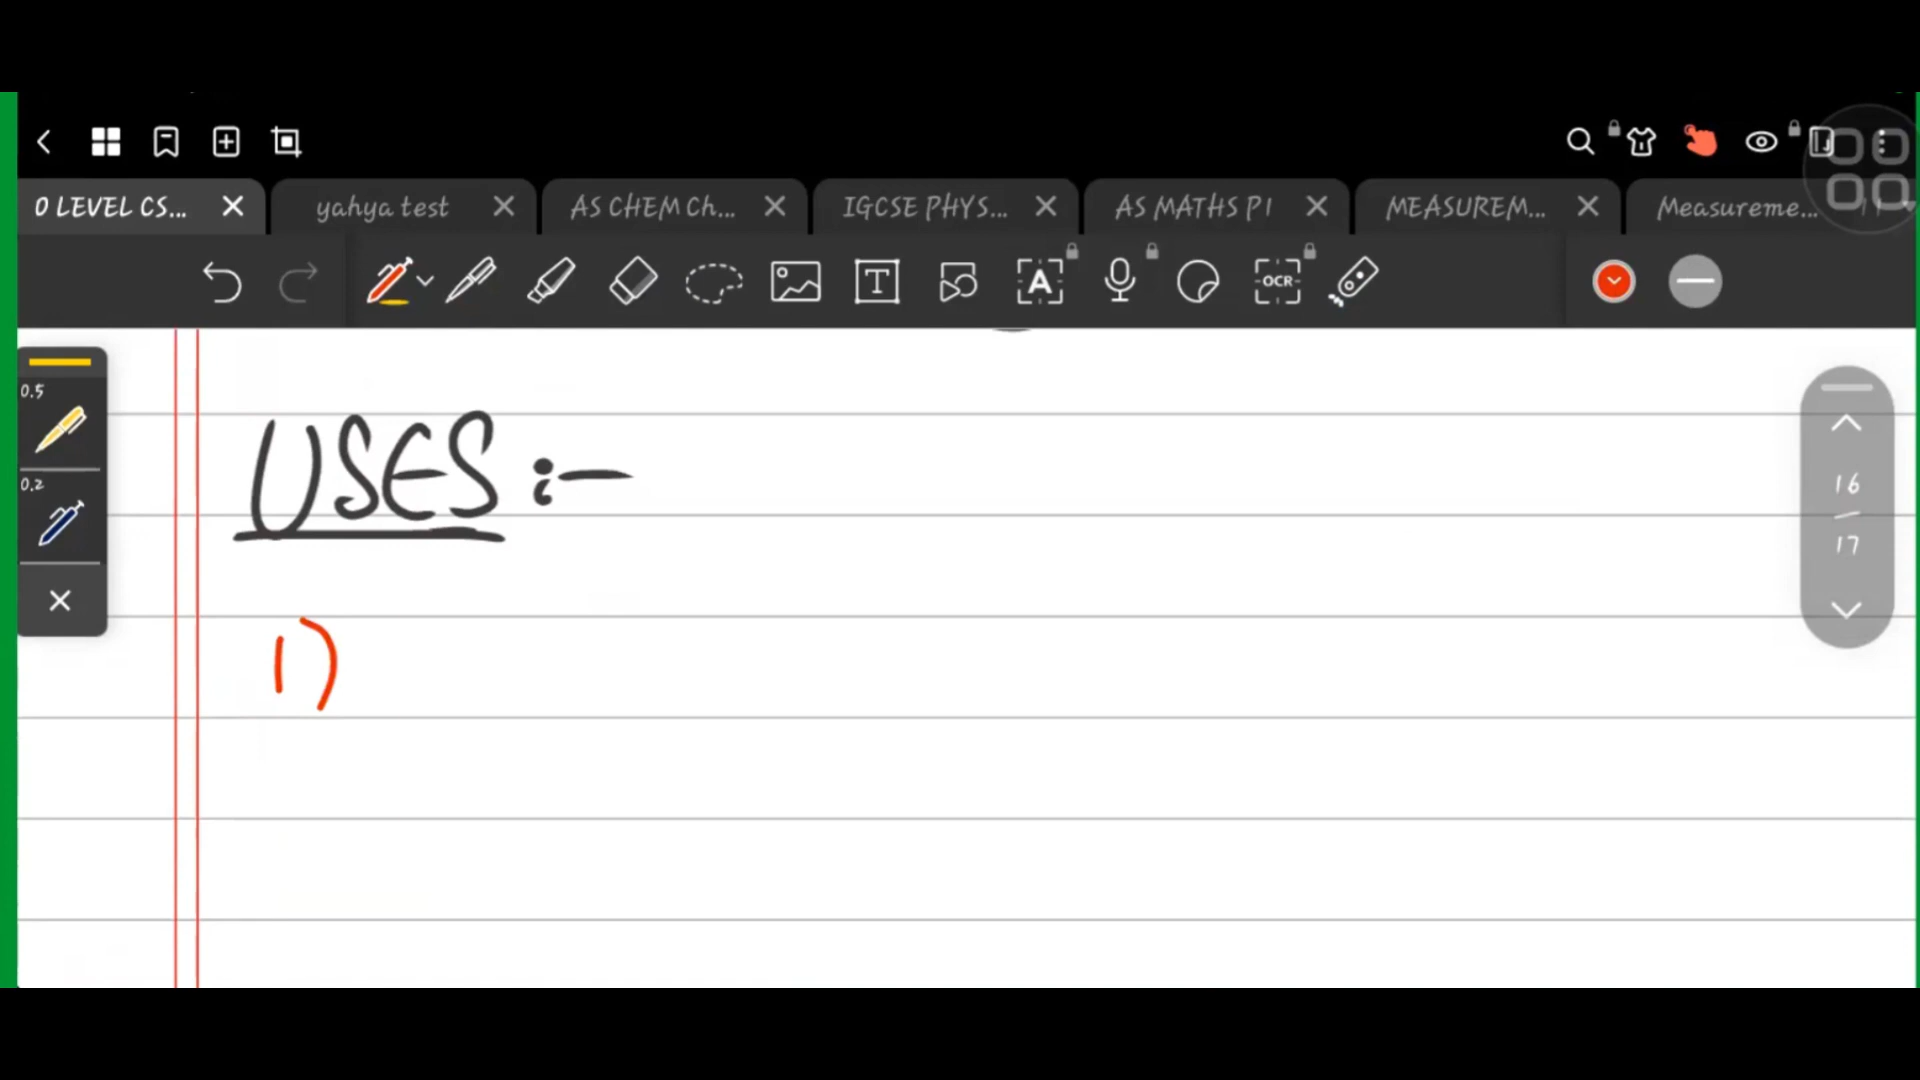 0 LEVEL CS... yahya test AS CHEM Ch... IGCSE PHYS... AS MATHS P1 MEASUREM... Measureme...
A OCR
0.5
USES :-
0.2
16
17
1)